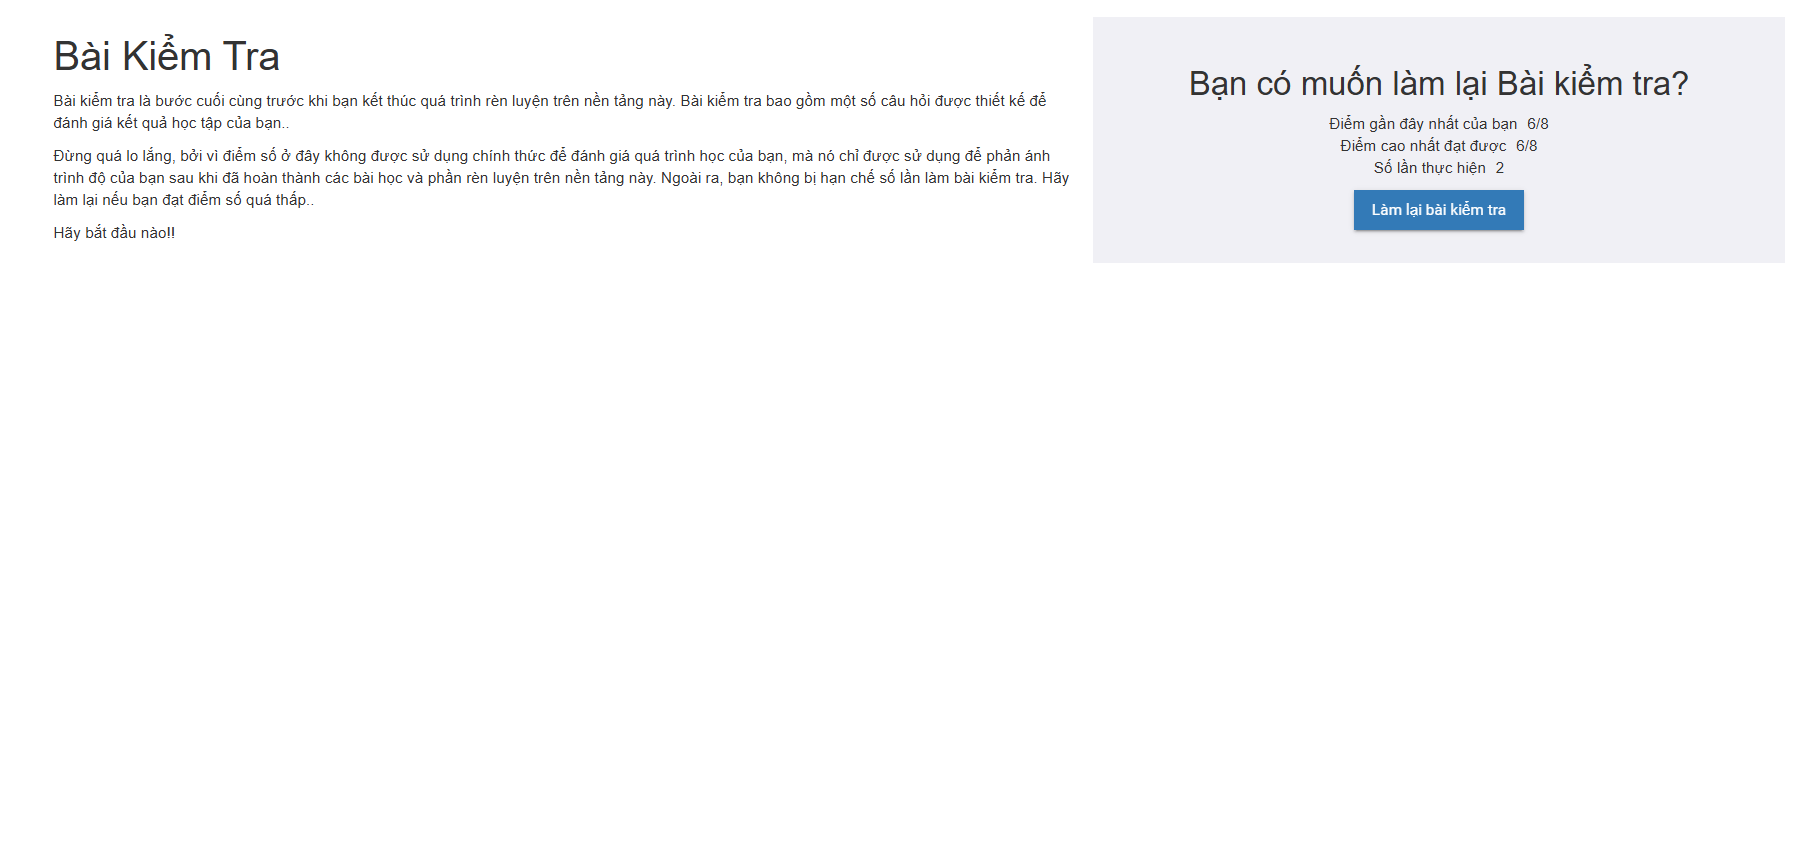 Bài Kiểm Tra
Bài kiểm tra là bước cuối cùng trước khi bạn kết thúc quá trình rèn luyện trên nền tảng này. Bài kiểm tra bao gồm một số câu hỏi được thiết kế để
đánh giá kết quả học tập của bạn..
Đừng quá lo lắng, bởi vì điểm số ở đây không được sử dụng chính thức để đánh giá quá trình học của bạn, mà nó chỉ được sử dụng để phản ánh
trình độ của bạn sau khi đã hoàn thành các bài học và phần rèn luyện trên nền tảng này. Ngoài ra, bạn không bị hạn chế số lần làm bài kiểm tra. Hãy
làm lại nếu bạn đạt điểm số quá thấp..
Hãy bắt đầu nào!!
Bạn có muốn làm lại Bài kiểm tra?
Điểm gần đây nhất của bạn 6/8
Điểm cao nhất đạt được 6/8
Số lần thực hiện 2
Làm lại bài kiểm tra